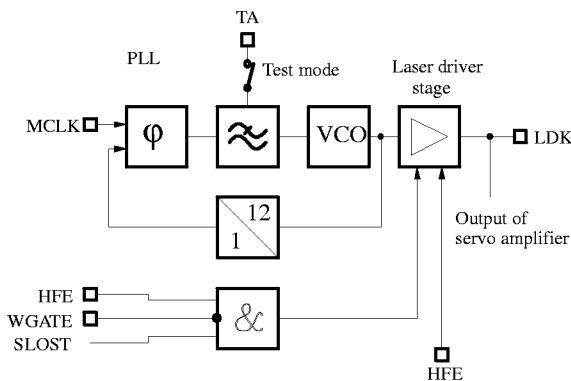 TA
PLL
Test mode
Laser driver
stage
MCLK
φ
VCO
LDK
12
1
Output of
servo amplifier
HFE
WGATE
SLOST
&
HFE